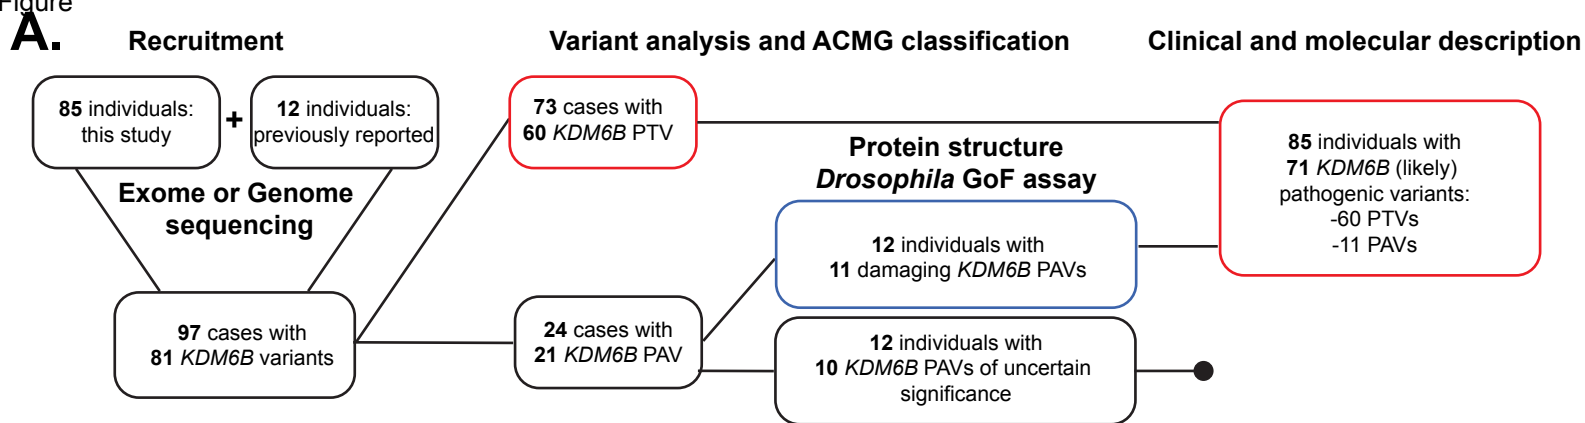 Figure
A.
Recruitment
Variant analysis and ACMG classification
Clinical and molecular description
85 individuals:
this study
+
12 individuals:
previously reported
Exome or Genome
sequencing
97 cases with
81 KDM6B variants
73 cases with
60 KDM6B PTV
24 cases with
21 KDM6B PAV
Protein structure
Drosophila GoF assay
12 individuals with
11 damaging KDM6B PAVs
12 individuals with
10 KDM6B PAVs of uncertain
significance
85 individuals with
71 KDM6B (likely)
pathogenic variants:
-60 PTVs
-11 PAVs